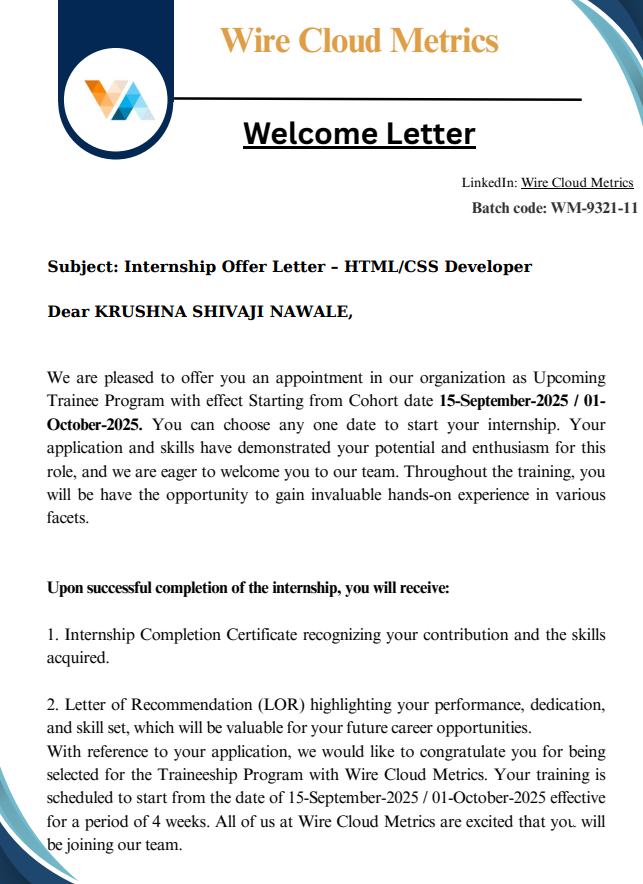 Wire Cloud Metrics
Welcome Letter
LinkedIn: Wire Cloud Metrics
Batch code: WM-9321-11
Subject: Internship Offer Letter – HTML/CSS Developer
Dear KRUSHNA SHIVAJI NAWALE,
We are pleased to offer you an appointment in our organization as Upcoming
Trainee Program with effect Starting from Cohort date 15-September-2025 / 01-
October-2025. You can choose any one date to start your internship. Your
application and skills have demonstrated your potential and enthusiasm for this
role, and we are eager to welcome you to our team. Throughout the training, you
will be have the opportunity to gain invaluable hands-on experience in various
facets.
Upon successful completion of the internship, you will receive:
1. Internship Completion Certificate recognizing your contribution and the skills
acquired.
2. Letter of Recommendation (LOR) highlighting your performance, dedication,
and skill set, which will be valuable for your future career opportunities.
With reference to your application, we would like to congratulate you for being
selected for the Traineeship Program with Wire Cloud Metrics. Your training is
scheduled to start from the date of 15-September-2025 / 01-October-2025 effective
for a period of 4 weeks. All of us at Wire Cloud Metrics are excited that you will
be joining our team.